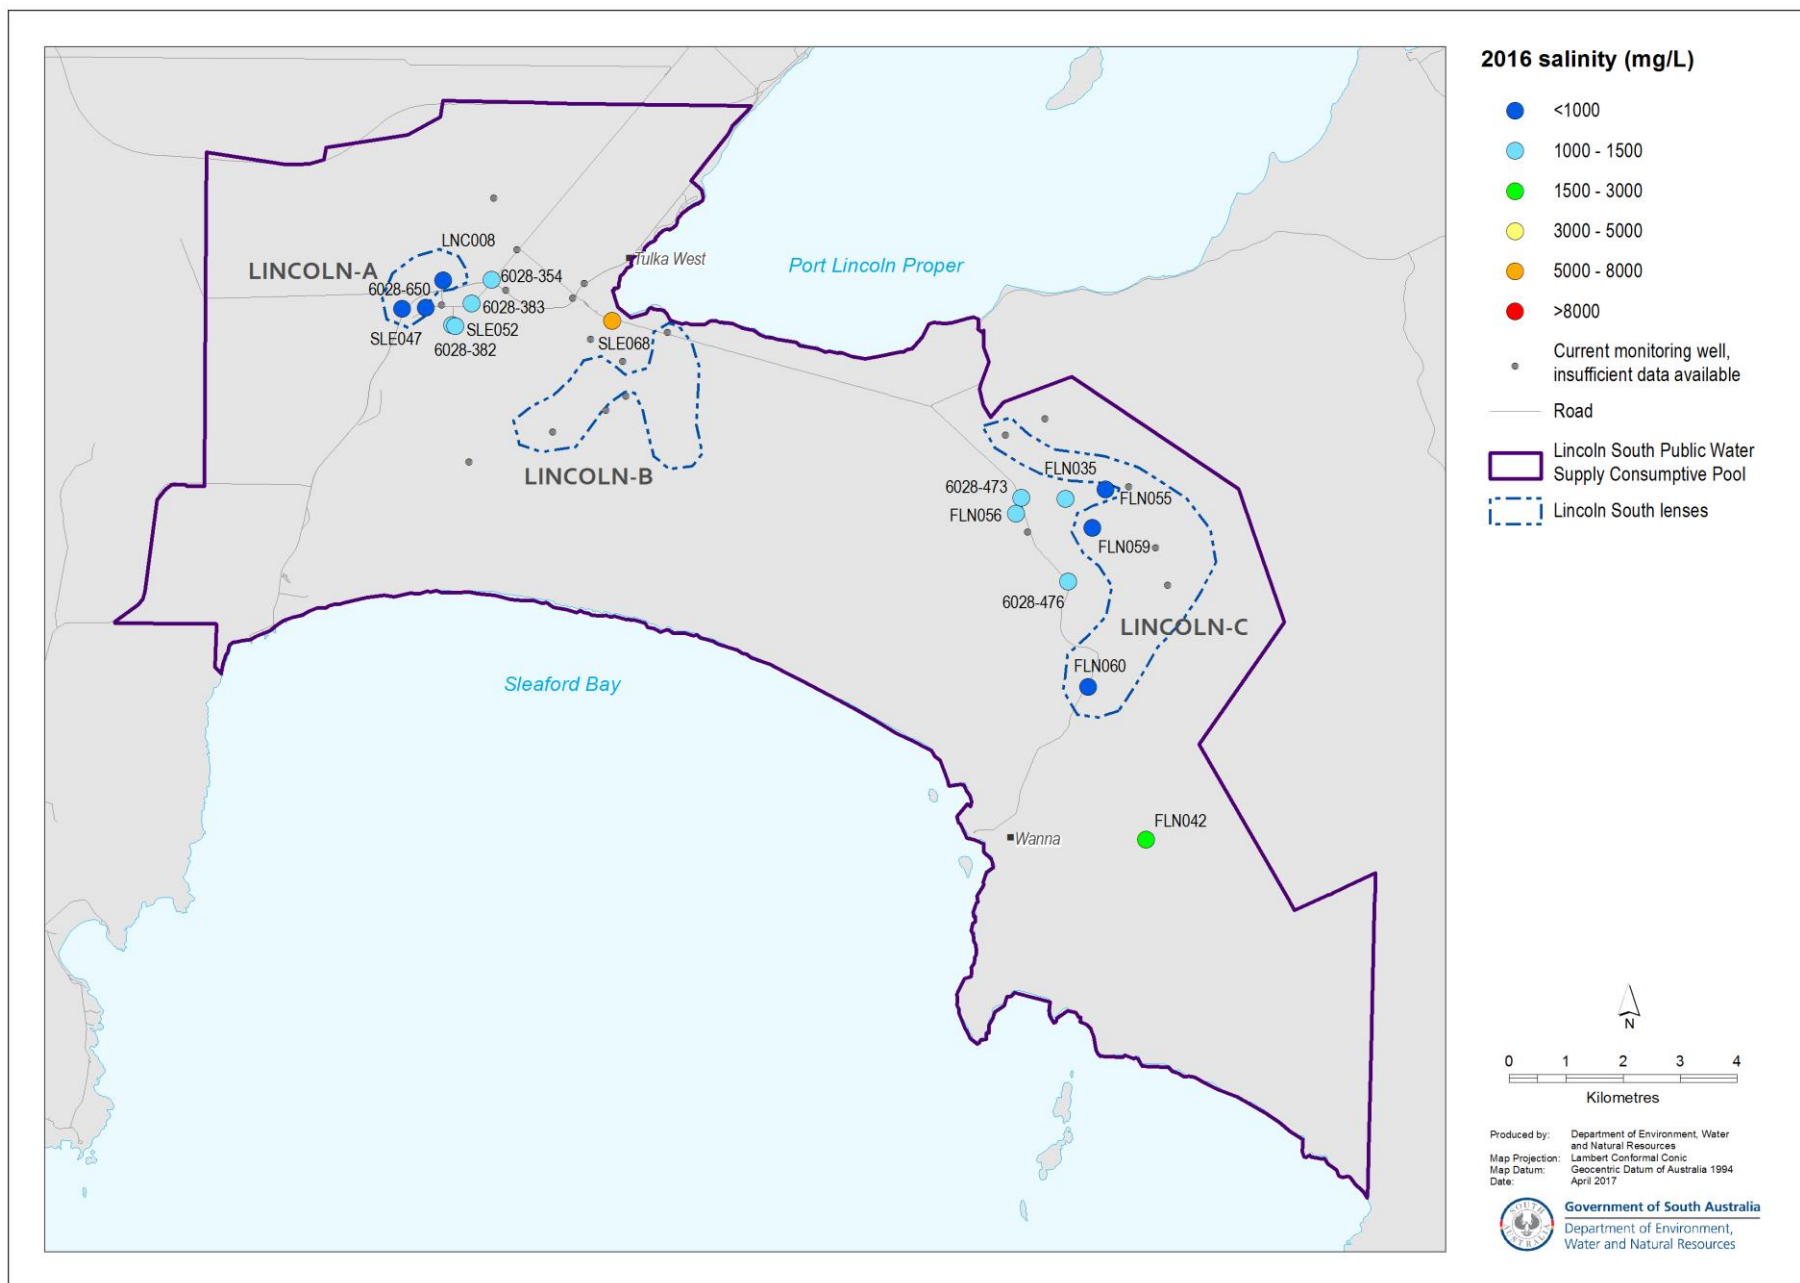 2016 salinity (mg/L)
<1000
1000 - 1500
1500 - 3000
3000 - 5000
5000 - 8000
>8000
Current monitoring well,
insufficient data available
Road
Lincoln South Public Water
Supply Consumptive Pool
Lincoln South lenses
LNC008
LINCOLN-A
6028-354
Tulka West
Port Lincoln Proper
6028-650
6028-383
SLE047
SLE052
6028-382
SLE068
LINCOLN-B
FLN035
6028-473
FLN055
FLN056
FLN059
6028-476
LINCOLN-C
FLN060
Sleaford Bay
FLN042
Wanna
N
0 1 2 3 4
Kilometres
Produced by: Department of Environment, Water
and Natural Resources
Map Projection: Lambert Conformal Conic
Map Datum: Geocentric Datum of Australia 1994
Date: April 2017
SOUTH
AUSTRALIA
Government of South Australia
Department of Environment,
Water and Natural Resources